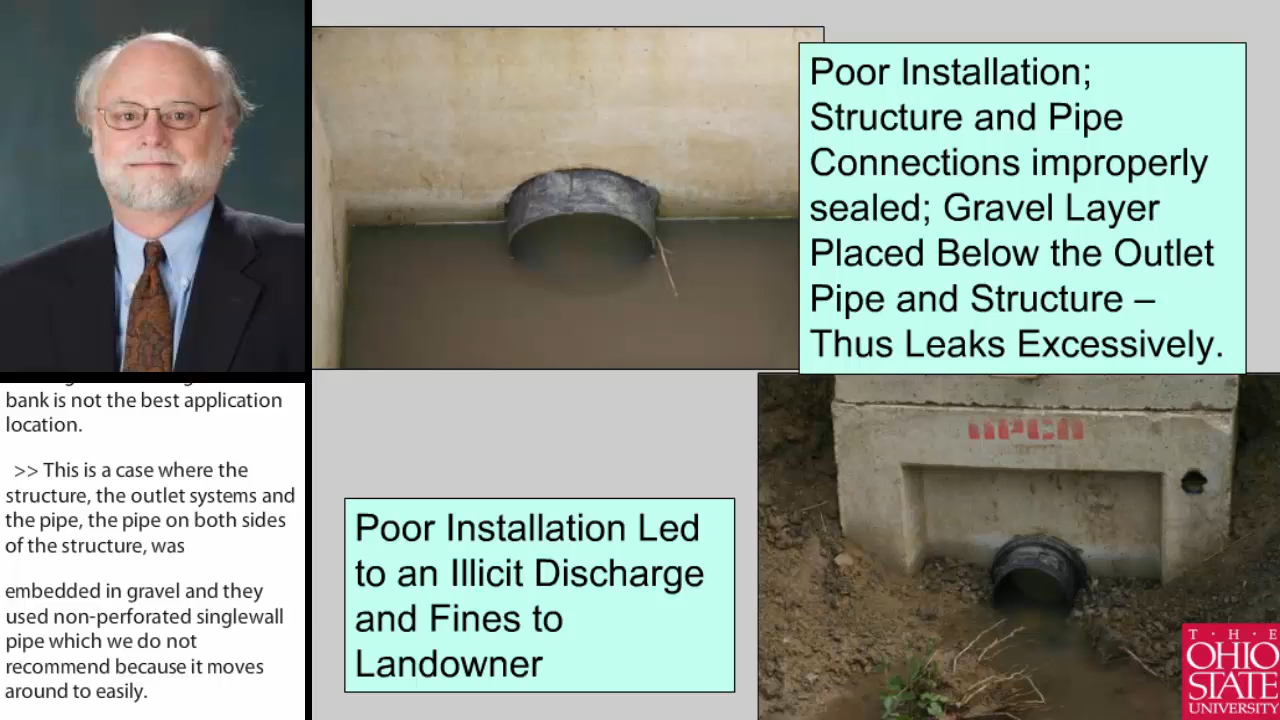 Poor Installation;
Structure and Pipe
Connections improperly
sealed; Gravel Layer
Placed Below the Outlet
Pipe and Structure –
Thus Leaks Excessively.
bank is not the best application
location.
>> This is a case where the
structure, the outlet systems and
the pipe, the pipe on both sides
of the structure, was
embedded in gravel and they
used non-perforated singlewall
pipe which we do not
recommend because it moves
around to easily.
Poor Installation Led
to an Illicit Discharge
and Fines to
Landowner
T · H · E
OHIO
STATE
UNIVERSITY